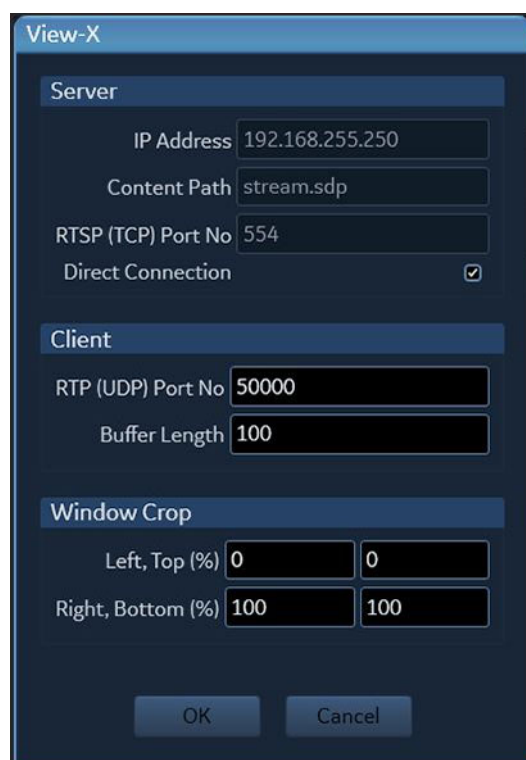 View-X
Server
IP Address 192.168.255.250
Content Path stream.sdp
RTSP (TCP) Port No 554
Direct Connection
Client
RTP (UDP) Port No 50000
Buffer Length 100
Window Crop
Left, Top (%) 0 0
Right, Bottom (%) 100 100
OK Cancel